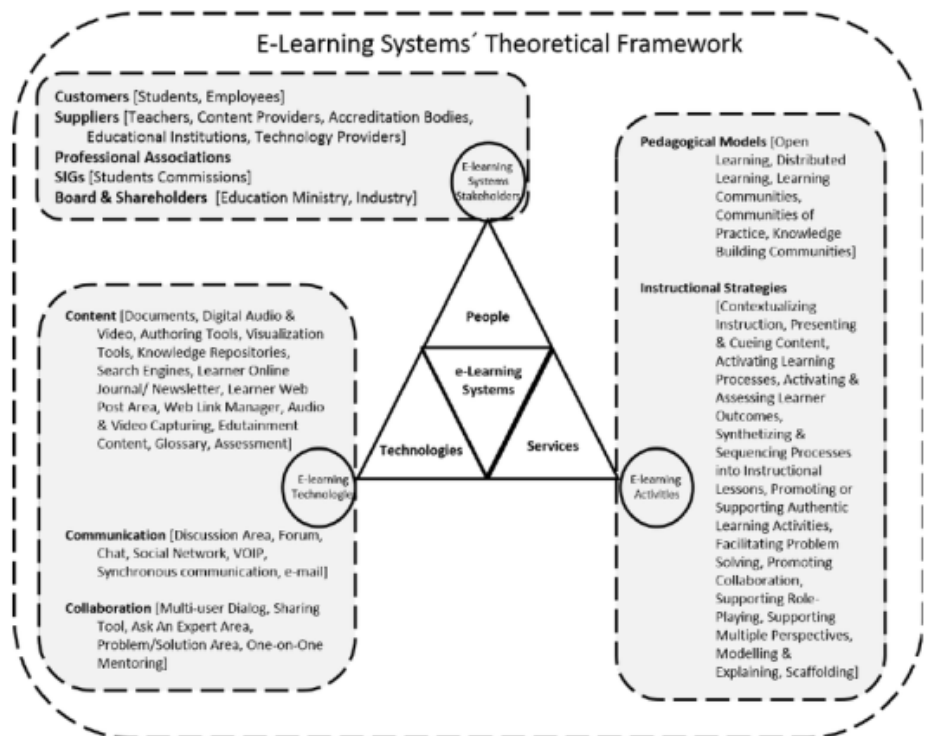 E-Learning Systems´ Theoretical Framework
Customers [Students, Employees]
Suppliers [Teachers, Content Providers, Accreditation Bodies,
Educational Institutions, Technology Providers]
Professional Associations
SIGs [Students Commissions]
Board & Shareholders [Education Ministry, Industry]
E-learning
Systems
Stakeholders
Pedagogical Models [Open
Learning, Distributed
Learning, Learning
Communities,
Communities of
Practice, Knowledge
Building Communities]
Instructional Strategies
[Contextualizing
Instruction, Presenting
& Cueing Content,
Activating Learning
Processes, Activating &
Assessing Learner
Outcomes,
Synthetizing &
Sequencing Processes
into Instructional
Lessons, Promoting or
Supporting Authentic
Learning Activities,
Facilitating Problem
Solving, Promoting
Collaboration,
Supporting Role-
Playing, Supporting
Multiple Perspectives,
Modelling &
Explaining, Scaffolding]
People
e-Learning
Systems
Technologies
Services
E-learning
Technologie
E-learning
Activities
Content [Documents, Digital Audio &
Video, Authoring Tools, Visualization
Tools, Knowledge Repositories,
Search Engines, Learner Online
Journal/ Newsletter, Learner Web
Post Area, Web Link Manager, Audio
& Video Capturing, Edutainment
Content, Glossary, Assessment]
Communication [Discussion Area, Forum,
Chat, Social Network, VOIP,
Synchronous communication, e-mail]
Collaboration [Multi-user Dialog, Sharing
Tool, Ask An Expert Area,
Problem/Solution Area, One-on-One
Mentoring]